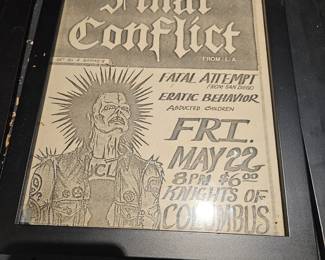 Final
Conflict
FROM L.A.
FATAL ATTEMPT
FROM SAN DIEGO
ERATIC BEHAVIOR
ABDUCTED CHILDREN
FRI.
MAY 22
8PM $6.00
KNIGHTS OF
COLUMBUS